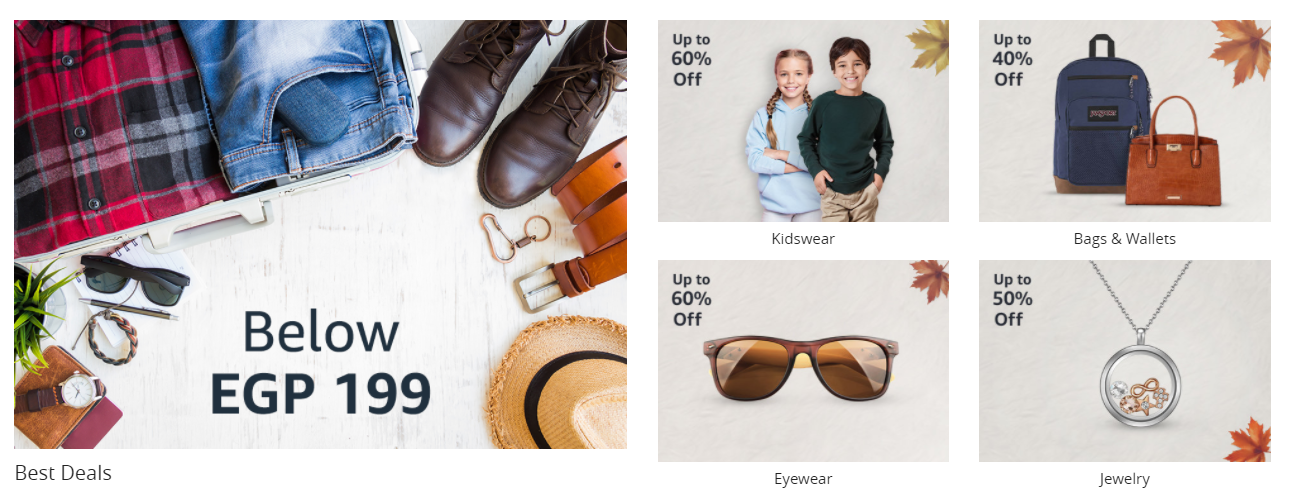 Below
EGP 199
Best Deals
Up to
60%
Off
Kidswear
Up to
40%
Off
JANSPORT
Bags & Wallets
Up to
60%
Off
Eyewear
Up to
50%
Off
Jewelry